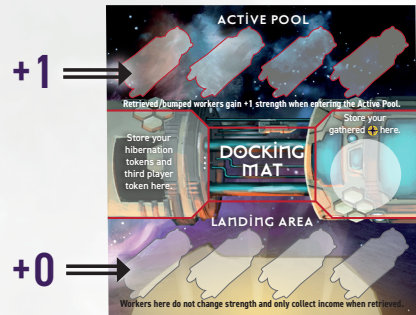 ACTIVE POOL
+1
Retrieved/bumped workers gain +1 strength when entering the Active Pool.
Store your
hibernation
tokens and
third player
token here.
DOCKING
MAT
Store your
gathered here.
LANDING AREA
+0
Workers here do not change strength and only collect income when retrieved.